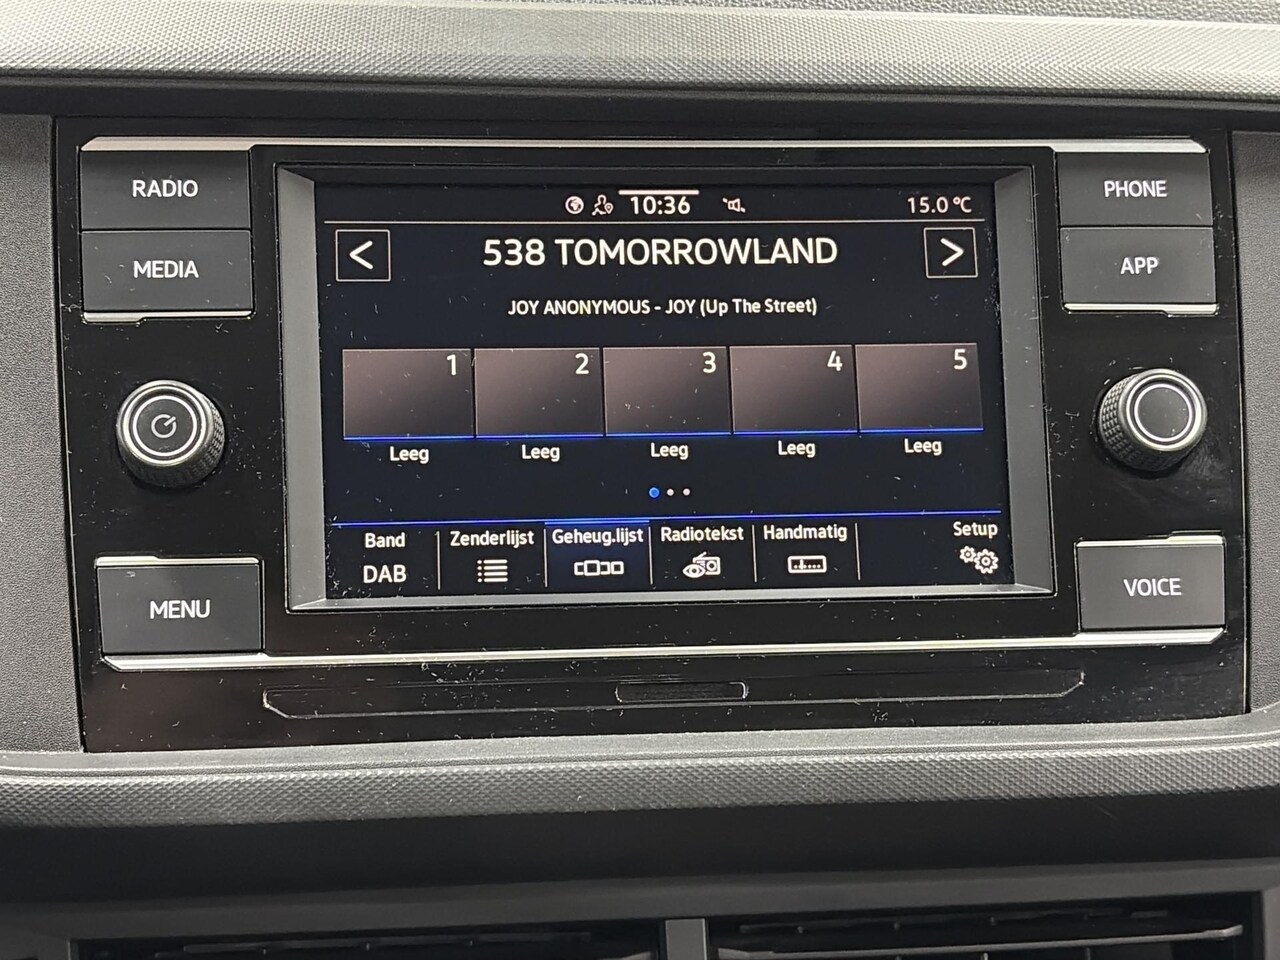 RADIO
MEDIA
MENU
10:36
15.0 °C
<
538 TOMORROWLAND
>
JOY ANONYMOUS - JOY (Up The Street)
1
2
3
4
5
Leeg
Leeg
Leeg
Leeg
Leeg
Band
DAB
Zenderlijst
Geheug.lijst
Radiotekst
Handmatig
Setup
PHONE
APP
VOICE